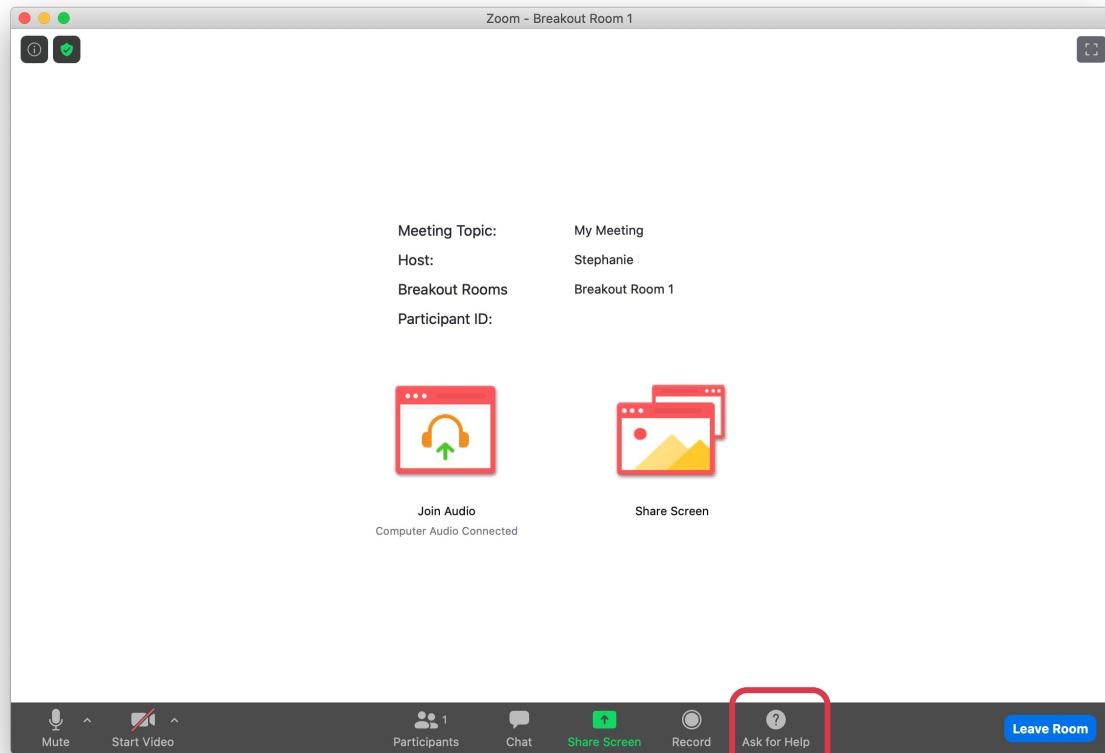 Zoom - Breakout Room 1
Meeting Topic: My Meeting
Host: Stephanie
Breakout Rooms Breakout Room 1
Participant ID:
Join Audio Share Screen
Computer Audio Connected
1
Mute Start Video Participants Chat Share Screen Record Ask for Help Leave Room